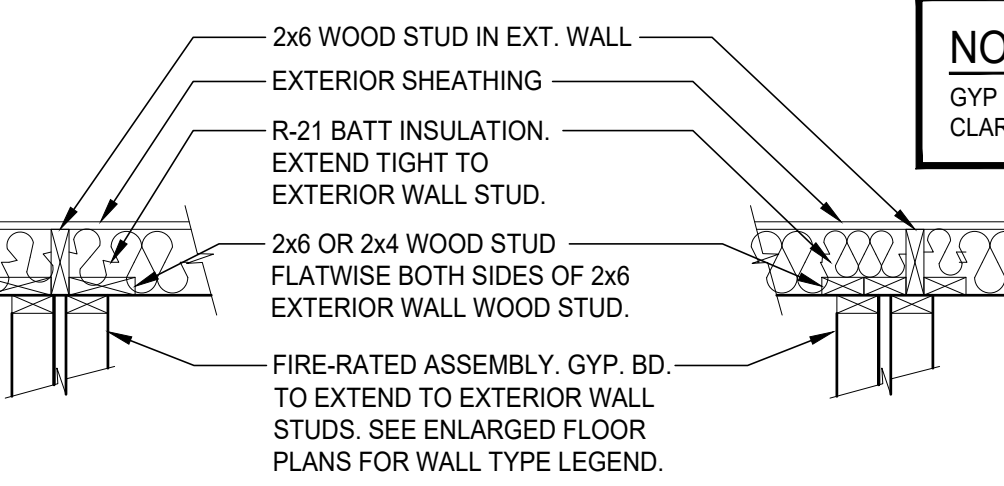 2x6 WOOD STUD IN EXT. WALL
EXTERIOR SHEATHING
R-21 BATT INSULATION.
EXTEND TIGHT TO
EXTERIOR WALL STUD.
2x6 OR 2x4 WOOD STUD
FLATWISE BOTH SIDES OF 2x6
EXTERIOR WALL WOOD STUD.
FIRE-RATED ASSEMBLY. GYP. BD.
TO EXTEND TO EXTERIOR WALL
STUDS. SEE ENLARGED FLOOR
PLANS FOR WALL TYPE LEGEND.
GYP